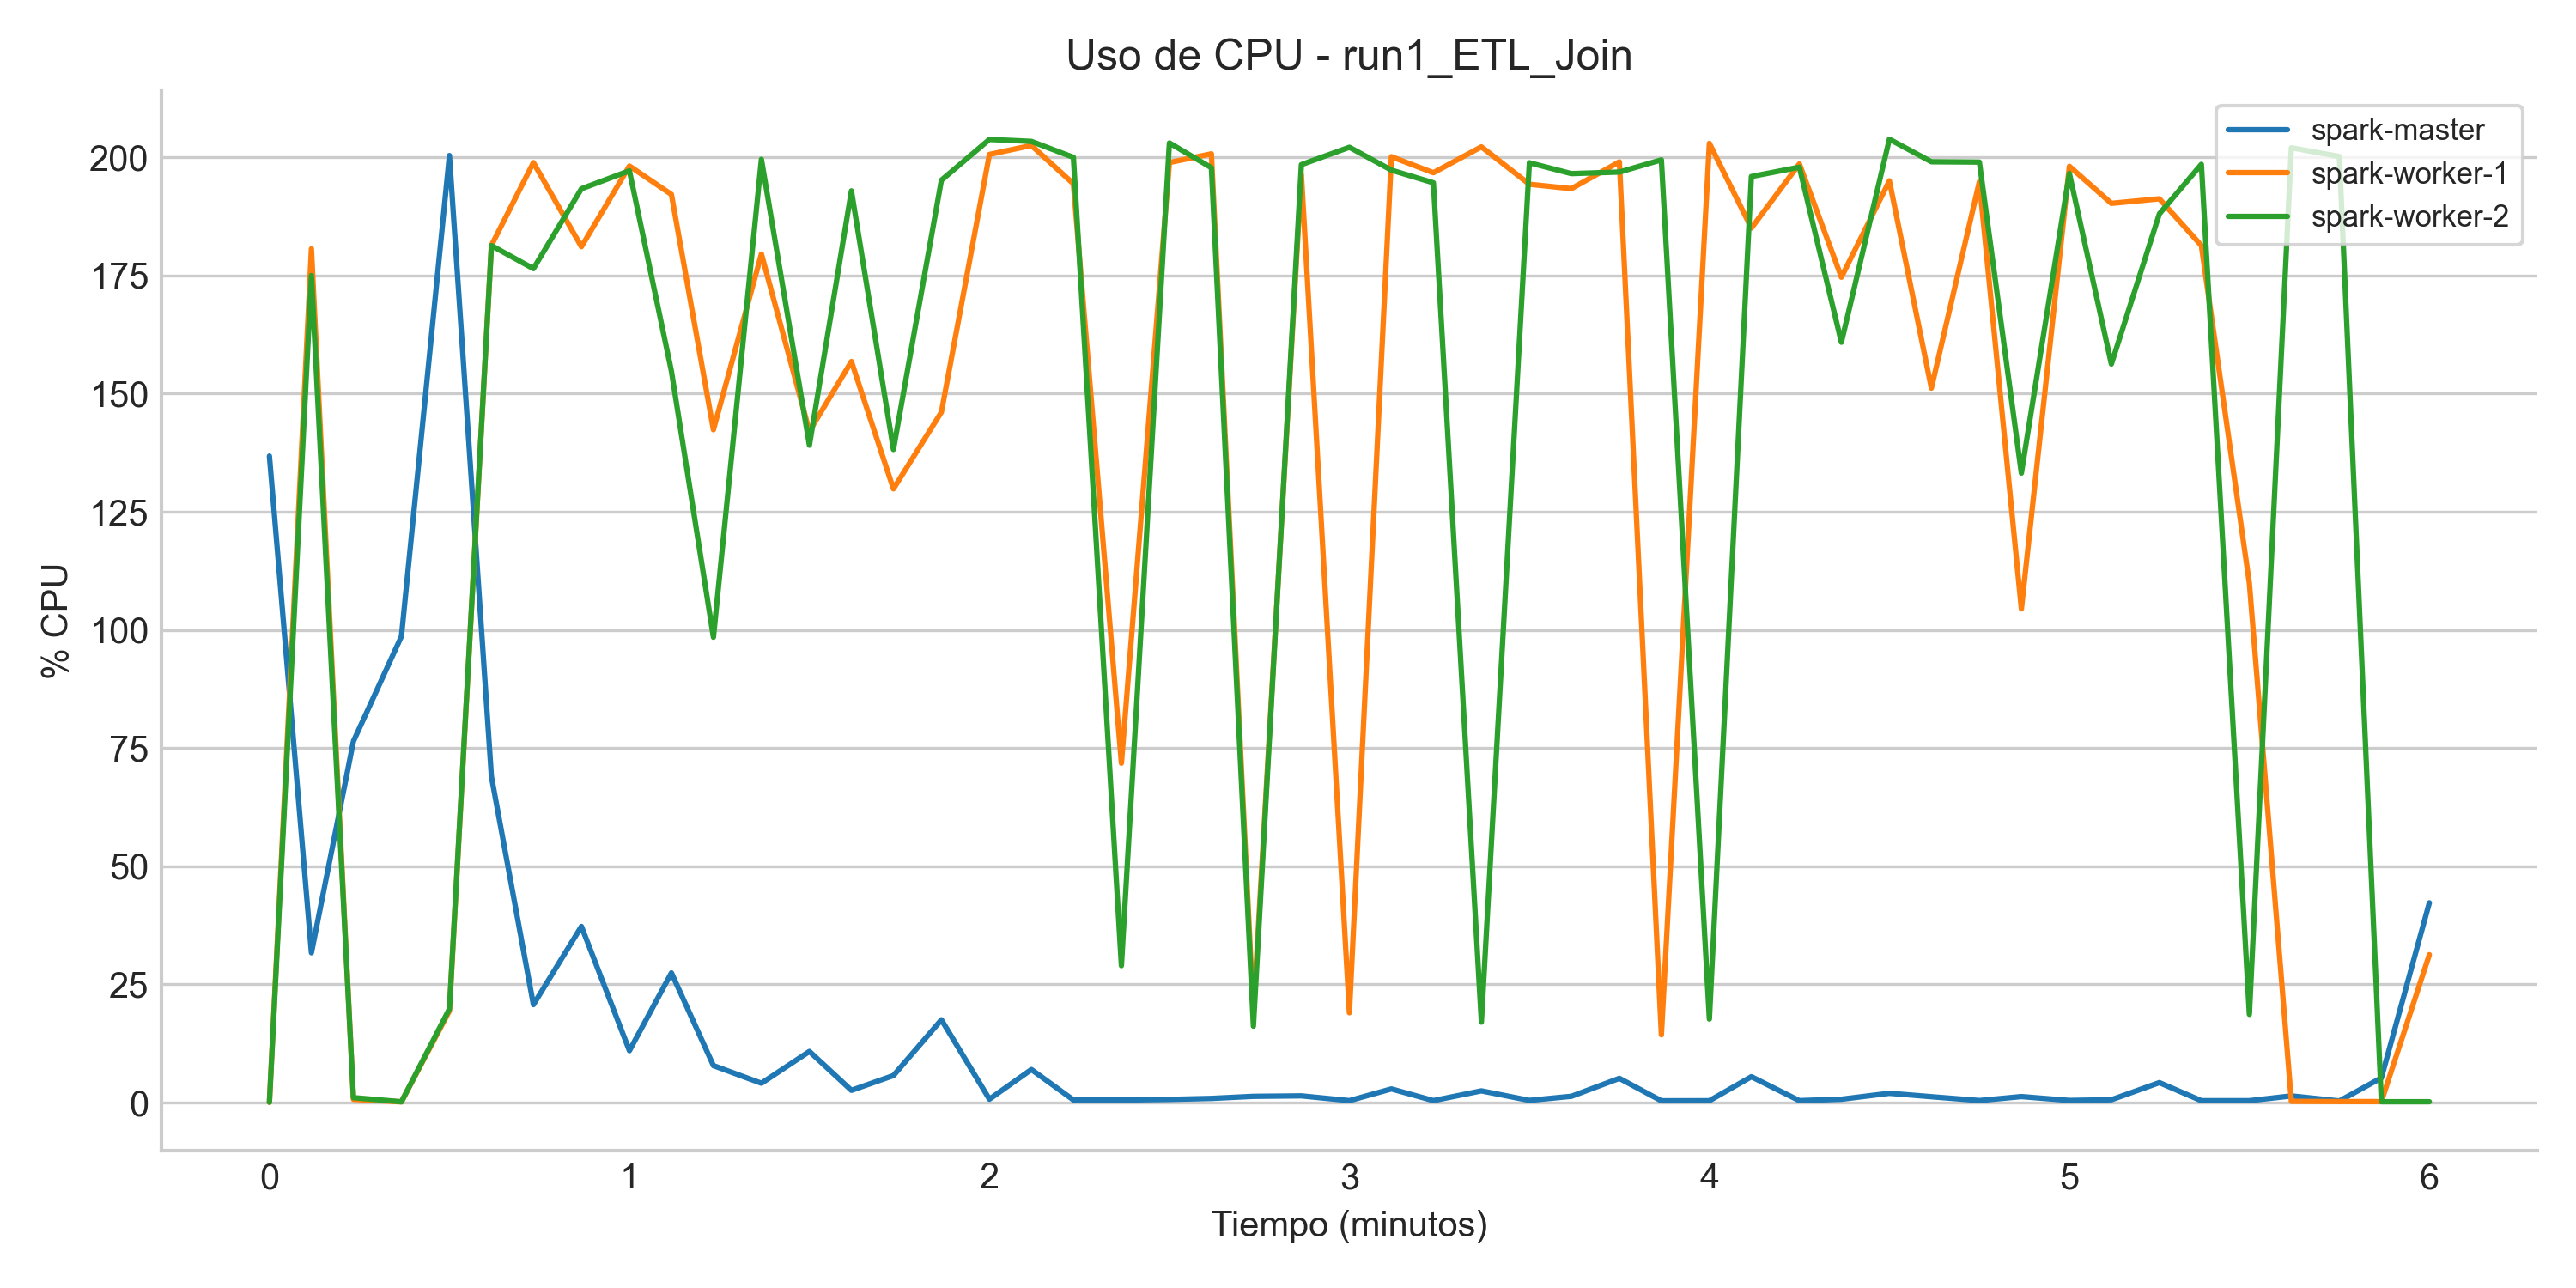 Uso de CPU - run1_ETL_Join
spark-master
spark-worker-1
spark-worker-2
% CPU
200
175
150
125
100
75
50
25
0
0 1 2 3 4 5 6
Tiempo (minutos)